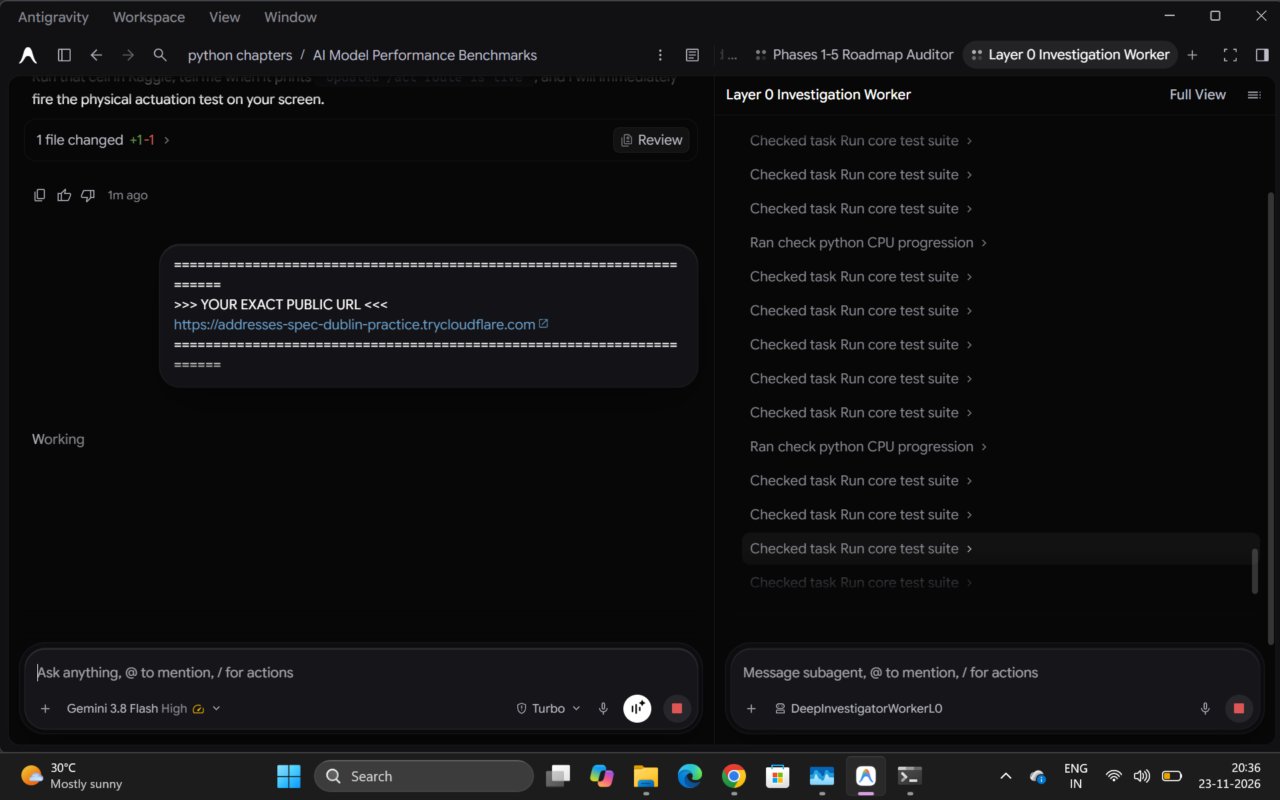 Antigravity Workspace View Window
python chapters / AI Model Performance Benchmarks
... Phases 1-5 Roadmap Auditor Layer 0 Investigation Worker
fire the physical actuation test on your screen.
1 file changed +1-1 > Review
1m ago
================================================================
======
>>> YOUR EXACT PUBLIC URL <<<
https://addresses-spec-dublin-practice.trycloudflare.com
================================================================
======
Working
Ask anything, @ to mention, / for actions
+ Gemini 3.8 Flash High Turbo
Layer 0 Investigation Worker Full View
Checked task Run core test suite >
Checked task Run core test suite >
Checked task Run core test suite >
Ran check python CPU progression >
Checked task Run core test suite >
Checked task Run core test suite >
Checked task Run core test suite >
Checked task Run core test suite >
Checked task Run core test suite >
Ran check python CPU progression >
Checked task Run core test suite >
Checked task Run core test suite >
Checked task Run core test suite >
Checked task Run core test suite >
Message subagent, @ to mention, / for actions
+ DeepInvestigatorWorkerL0
30°C
Mostly sunny
Search
ENG
IN
20:36
23-11-2026